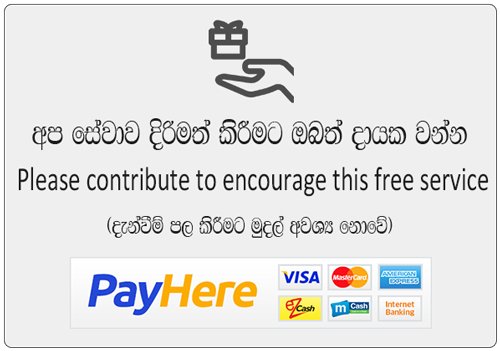 අප සේවාව දිරිමත් කිරීමට ඔබත් දායක වන්න
Please contribute to encourage this free service
(දැන්වීම් පල කිරීමට මුදල් අවශ්‍ය නොවේ)
PayHere VISA MasterCard AMERICAN EXPRESS
eZ Cash mCash Internet Banking